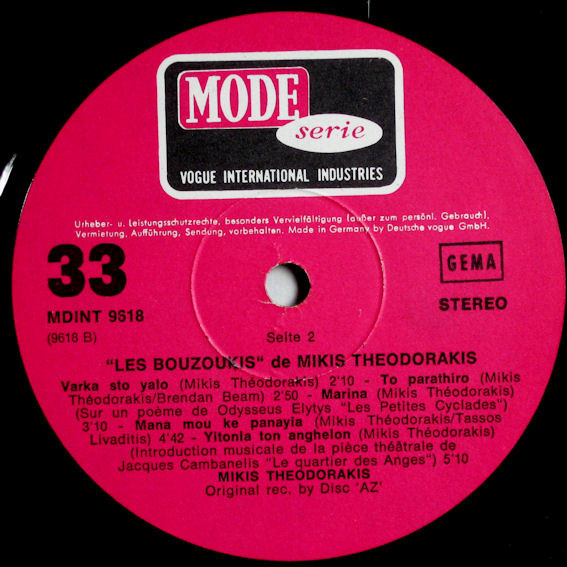 MODE
serie
VOGUE INTERNATIONAL INDUSTRIES
Urheber- u. Leistungsschutzrechte, besonders Vervielfältigung (außer zum persönl. Gebrauch),
Vermietung, Aufführung, Sendung, vorbehalten. Made in Germany by Deutsche vogue GmbH.
33
GEMA
MDINT 9618
STEREO
(9618 B)
Seite 2
"LES BOUZOUKIS" de MIKIS THEODORAKIS
Varka sto yalo (Mikis Théodorakis) 2'10 - To parathiro (Mikis
Théodorakis/Brendan Beam) 2'50 - Marina (Mikis Théodorakis)
(Sur un poème de Odysseus Elytys "Les Petites Cyclades")
3'10 - Mana mou ke panayia (Mikis Théodorakis/Tassos
Livaditis) 4'42 - Yitonia ton anghelon (Mikis Théodorakis)
(Introduction musicale de la pièce théâtrale de
Jacques Cambanelis "Le quartier des Anges") 5'10
MIKIS THEODORAKIS
Original rec. by Disc 'AZ'